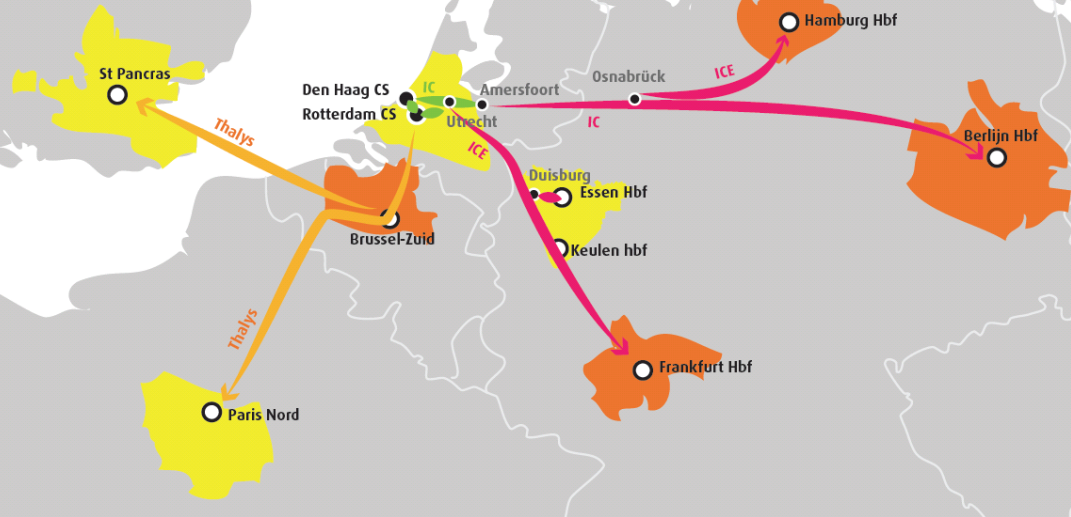 Hamburg Hbf
St Pancras
Osnabrück
ICE
Den Haag CS
IC
Amersfoort
Rotterdam CS
Utrecht
IC
Thalys
ICE
Berlijn Hbf
Duisburg
Essen Hbf
Brussel-Zuid
Keulen hbf
Thalys
Frankfurt Hbf
Paris Nord